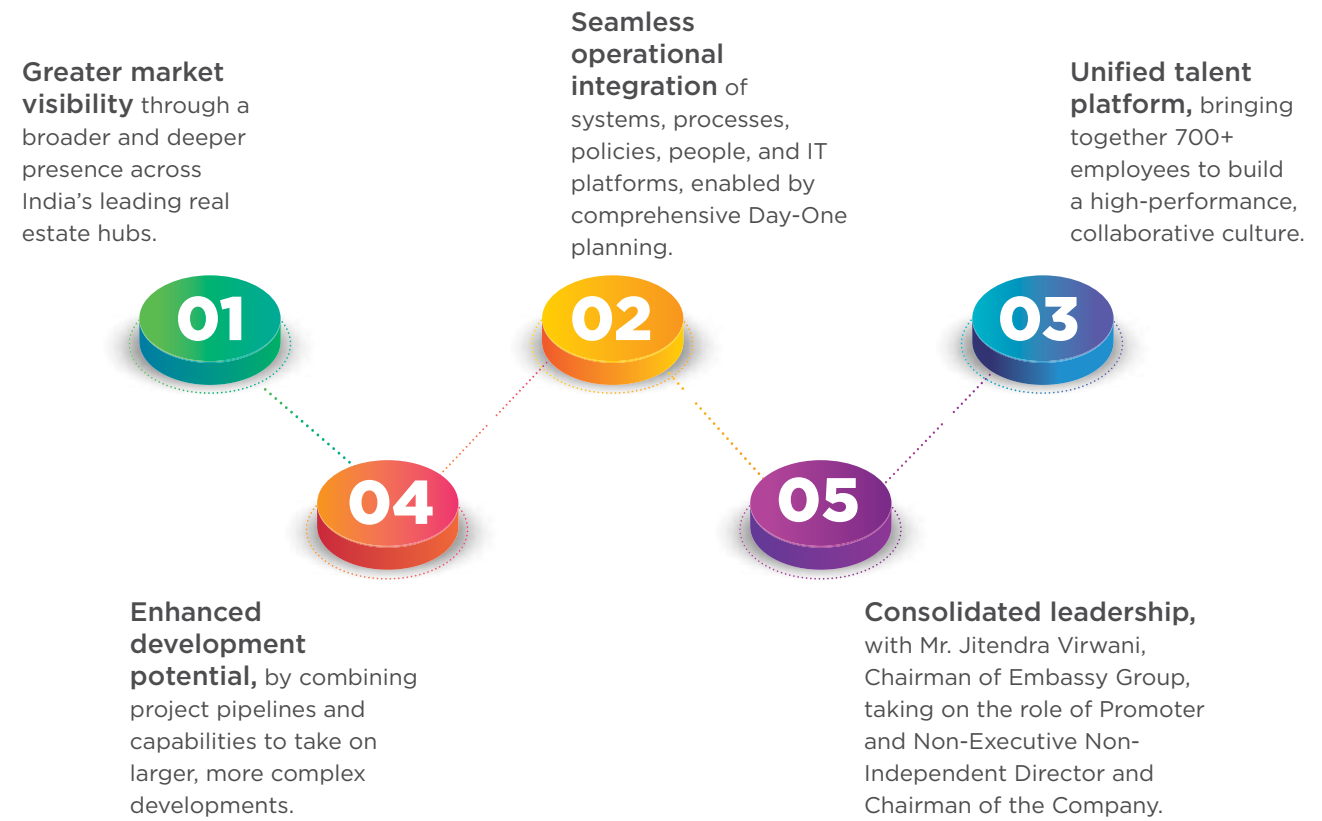 Greater market
visibility through a
broader and deeper
presence across
India’s leading real
estate hubs.
01
Seamless
operational
integration of
systems, processes,
policies, people, and IT
platforms, enabled by
comprehensive Day-One
planning.
02
Unified talent
platform, bringing
together 700+
employees to build
a high-performance,
collaborative culture.
03
04
Enhanced
development
potential, by combining
project pipelines and
capabilities to take on
larger, more complex
developments.
05
Consolidated leadership,
with Mr. Jitendra Virwani,
Chairman of Embassy Group,
taking on the role of Promoter
and Non-Executive Non-
Independent Director and
Chairman of the Company.